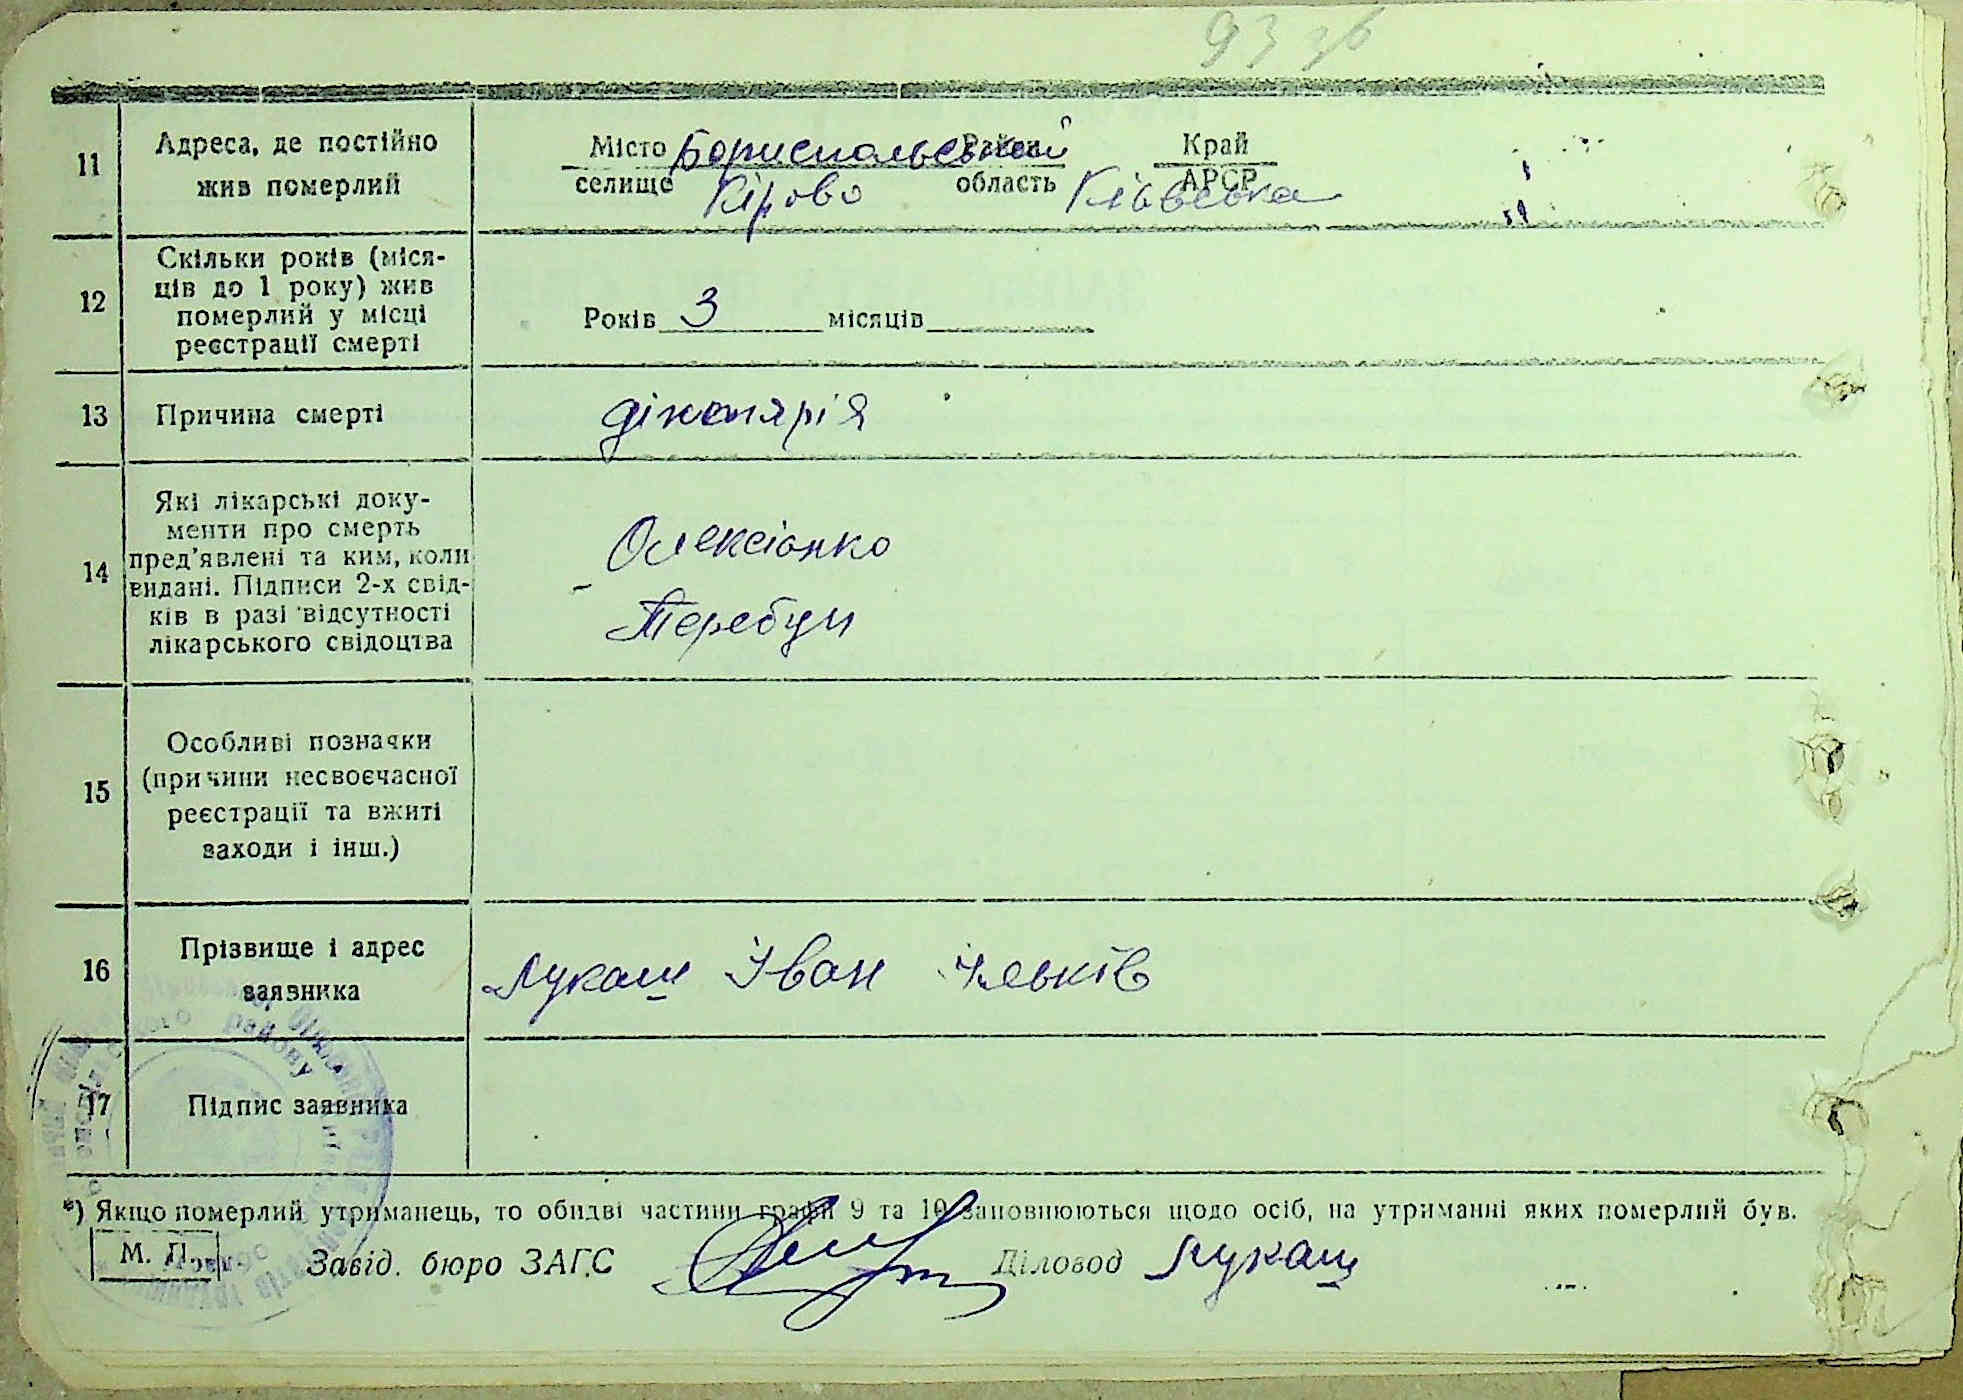 93 зв
11 Адреса, де постійно жив померлий
Місто Бориспольський Район Край
селище Кірово область Київська АРСР
12 Скільки років (міся-
ців до 1 року) жив
померлий у місці
реєстрації смерті
Років 3 місяців
13 Причина смерті
14 Які лікарські доку-
менти про смерть
пред'явлені та ким, коли
видані. Підписи 2-х свід-
ків в разі відсутності
лікарського свідоцтва
Олексієнко
Теребун
15 Особливі позначки
(причини несвоєчасної
реєстрації та вжиті
заходи і інш.)
16 Прізвище і адрес
заявника
Лукаш Іван
17 Підпис заявника
*) Якщо померлий утриманець, то обидві частини графи 9 та 10 заповнюються щодо осіб, на утриманні яких померлий був.
М. П. Завід. бюро ЗАГС Діловод Лукаш